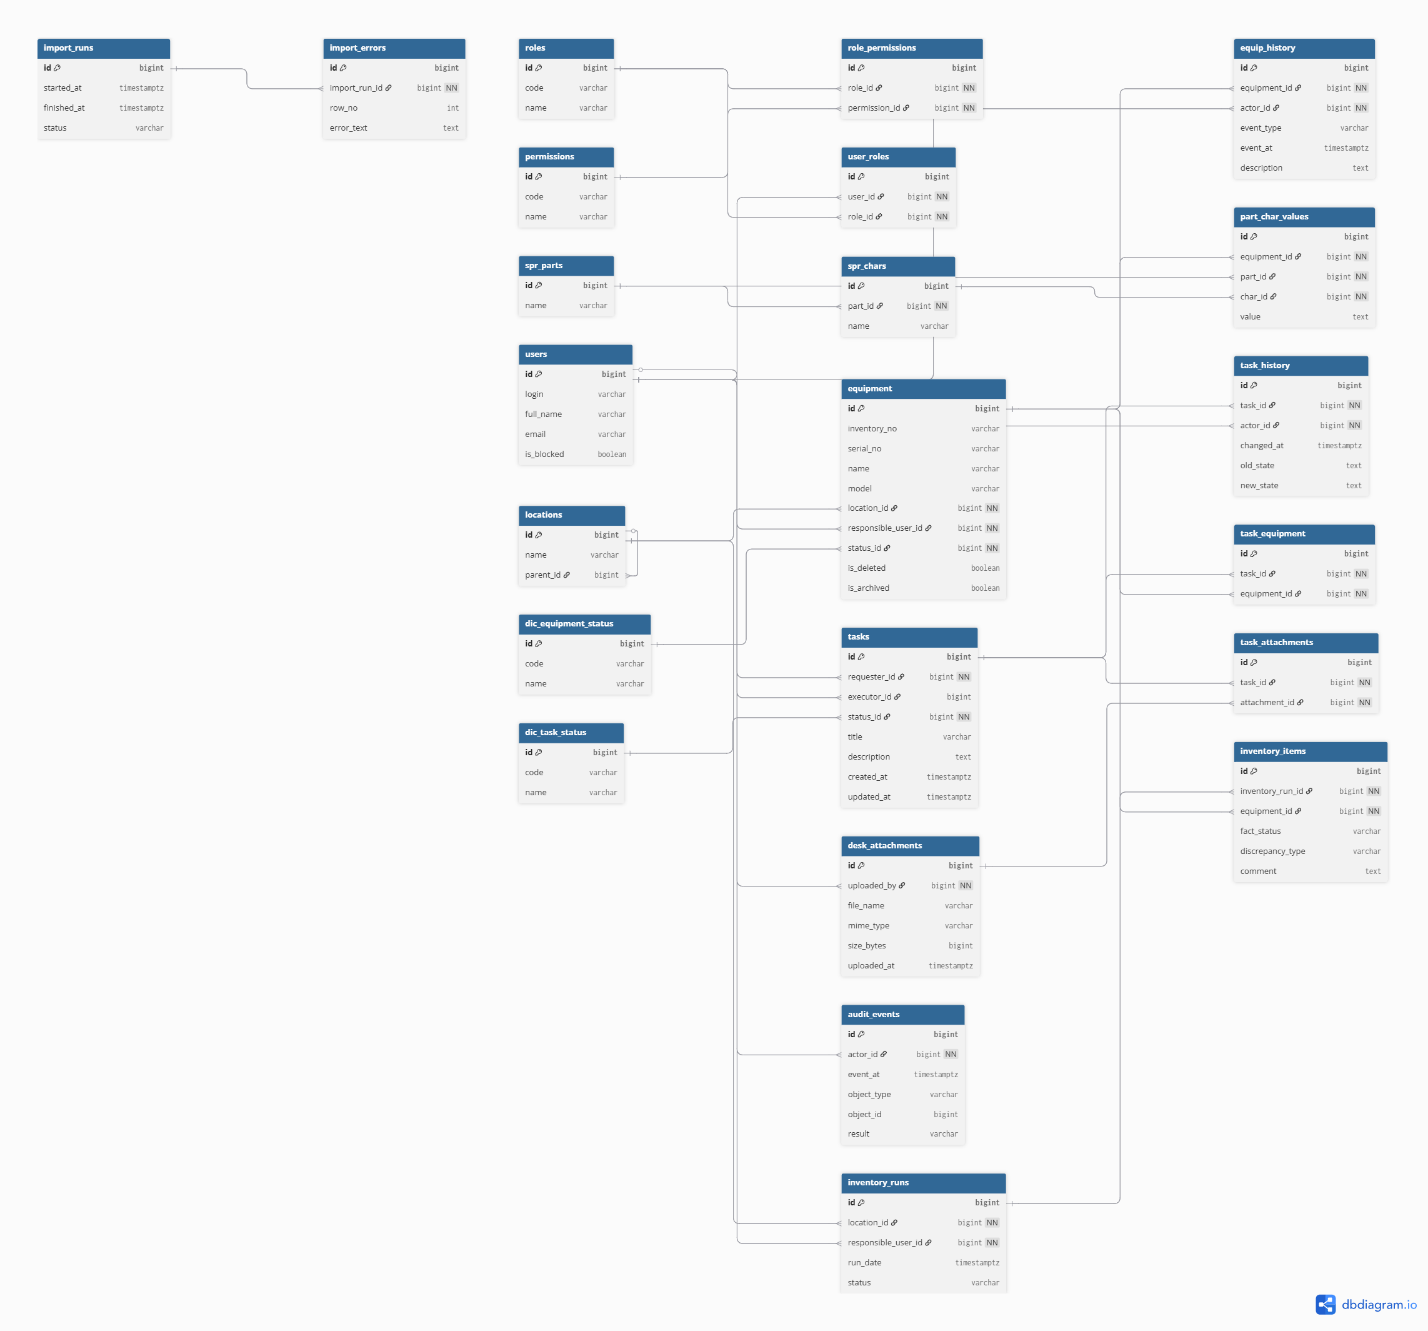 import_runs
id bigint
started_at timestamptz
finished_at timestamptz
status varchar
import_errors
id bigint
import_run_id bigint NN
row_no int
error_text text
roles
id bigint
code varchar
name varchar
permissions
id bigint
code varchar
name varchar
spr_parts
id bigint
name varchar
users
id bigint
login varchar
full_name varchar
email varchar
is_blocked boolean
locations
id bigint
name varchar
parent_id bigint
dic_equipment_status
id bigint
code varchar
name varchar
dic_task_status
id bigint
code varchar
name varchar
role_permissions
id bigint
role_id bigint NN
permission_id bigint NN
user_roles
id bigint
user_id bigint NN
role_id bigint NN
spr_chars
id bigint
part_id bigint NN
name varchar
equipment
id bigint
inventory_no varchar
serial_no varchar
name varchar
model varchar
location_id bigint NN
responsible_user_id bigint NN
status_id bigint NN
is_deleted boolean
is_archived boolean
tasks
id bigint
requester_id bigint NN
executor_id bigint
status_id bigint NN
title varchar
description text
created_at timestamptz
updated_at timestamptz
desk_attachments
id bigint
uploaded_by bigint NN
file_name varchar
mime_type varchar
size_bytes bigint
uploaded_at timestamptz
audit_events
id bigint
actor_id bigint NN
event_at timestamptz
object_type varchar
object_id bigint
result varchar
inventory_runs
id bigint
location_id bigint NN
responsible_user_id bigint NN
run_date timestamptz
status varchar
equip_history
id bigint
equipment_id bigint NN
actor_id bigint NN
event_type varchar
event_at timestamptz
description text
part_char_values
id bigint
equipment_id bigint NN
part_id bigint NN
char_id bigint NN
value text
task_history
id bigint
task_id bigint NN
actor_id bigint NN
changed_at timestamptz
old_state text
new_state text
task_equipment
id bigint
task_id bigint NN
equipment_id bigint NN
task_attachments
id bigint
task_id bigint NN
attachment_id bigint NN
inventory_items
id bigint
inventory_run_id bigint NN
equipment_id bigint NN
fact_status varchar
discrepancy_type varchar
comment text
dbdiagram.io